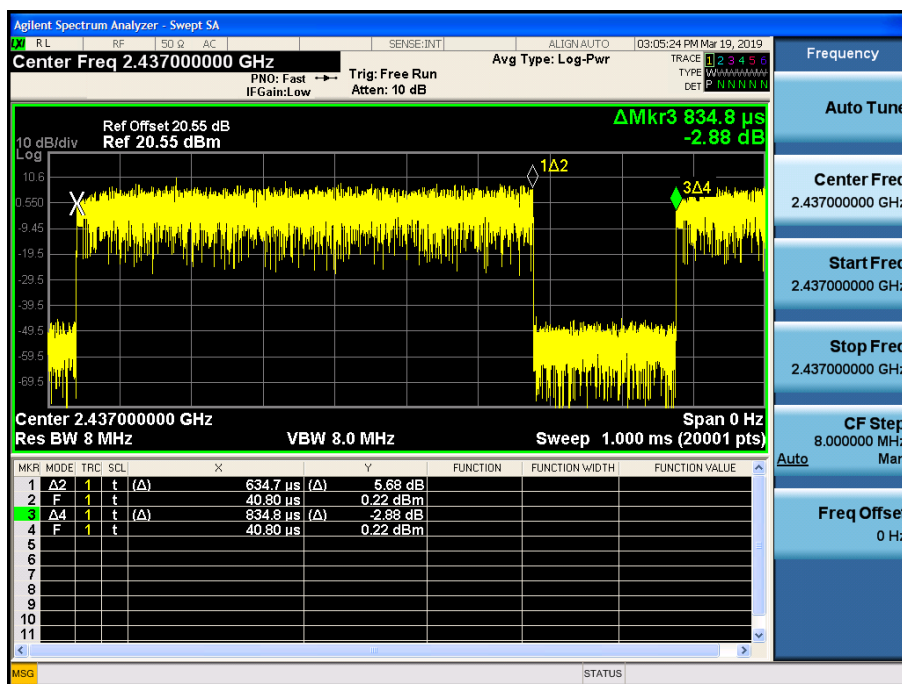 Agilent Spectrum Analyzer - Swept SA
LXI RL RF 50 Ω AC SENSE:INT ALIGN AUTO 03:05:24 PM Mar 19, 2019
Center Freq 2.437000000 GHz
Avg Type: Log-Pwr
TRACE 1 2 3 4 5 6
TYPE WWWWWW
DET P N N N N N
PNO: Fast
IFGain:Low
Trig: Free Run
Atten: 10 dB
ΔMkr3 834.8 µs
-2.88 dB
Ref Offset 20.55 dB
10 dB/div Ref 20.55 dBm
Log
1Δ2
3Δ4
X
10.6
0.550
-9.45
-19.5
-29.5
-39.5
-49.5
-59.5
-69.5
Center 2.437000000 GHz Span 0 Hz
Res BW 8 MHz VBW 8.0 MHz Sweep 1.000 ms (20001 pts)
MKR MODE TRC SCL X Y FUNCTION FUNCTION WIDTH FUNCTION VALUE
1 Δ2 1 t (Δ) 634.7 µs (Δ) 5.68 dB
2 F 1 t 40.80 µs 0.22 dBm
3 Δ4 1 t (Δ) 834.8 µs (Δ) -2.88 dB
4 F 1 t 40.80 µs 0.22 dBm
5
6
7
8
9
10
11
MSG STATUS
Frequency
Auto Tune
Center Freq
2.437000000 GHz
Start Freq
2.437000000 GHz
Stop Freq
2.437000000 GHz
CF Step
8.000000 MHz
Auto Man
Freq Offset
0 Hz